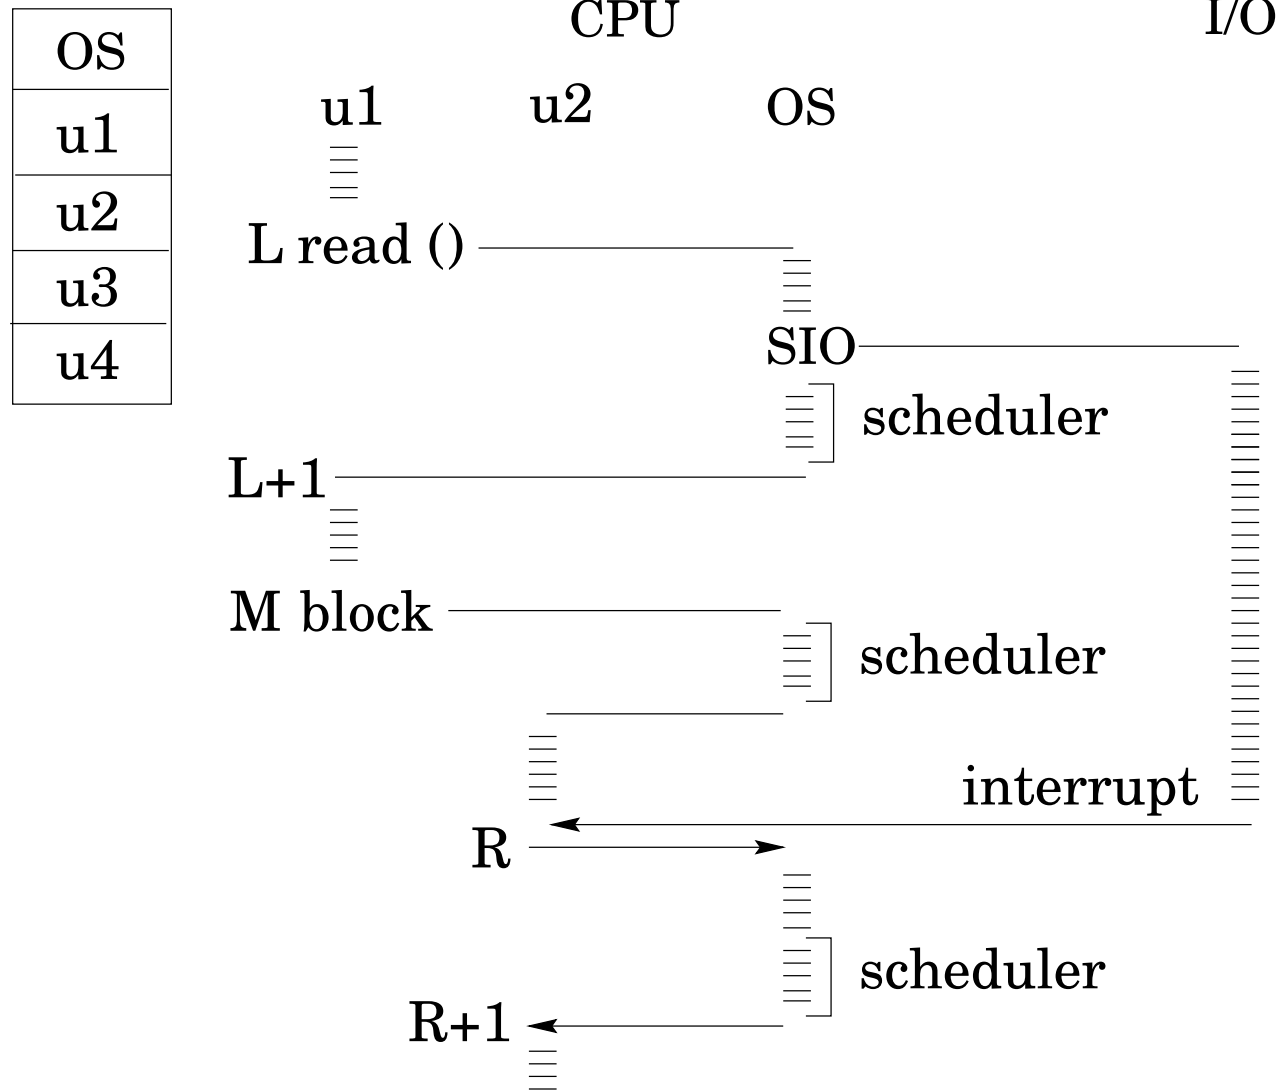 OS
u1
u2
u3
u4
CPU
I/O
u1 u2 OS
L read ()
SIO
scheduler
L+1
M block
scheduler
interrupt
R
scheduler
R+1